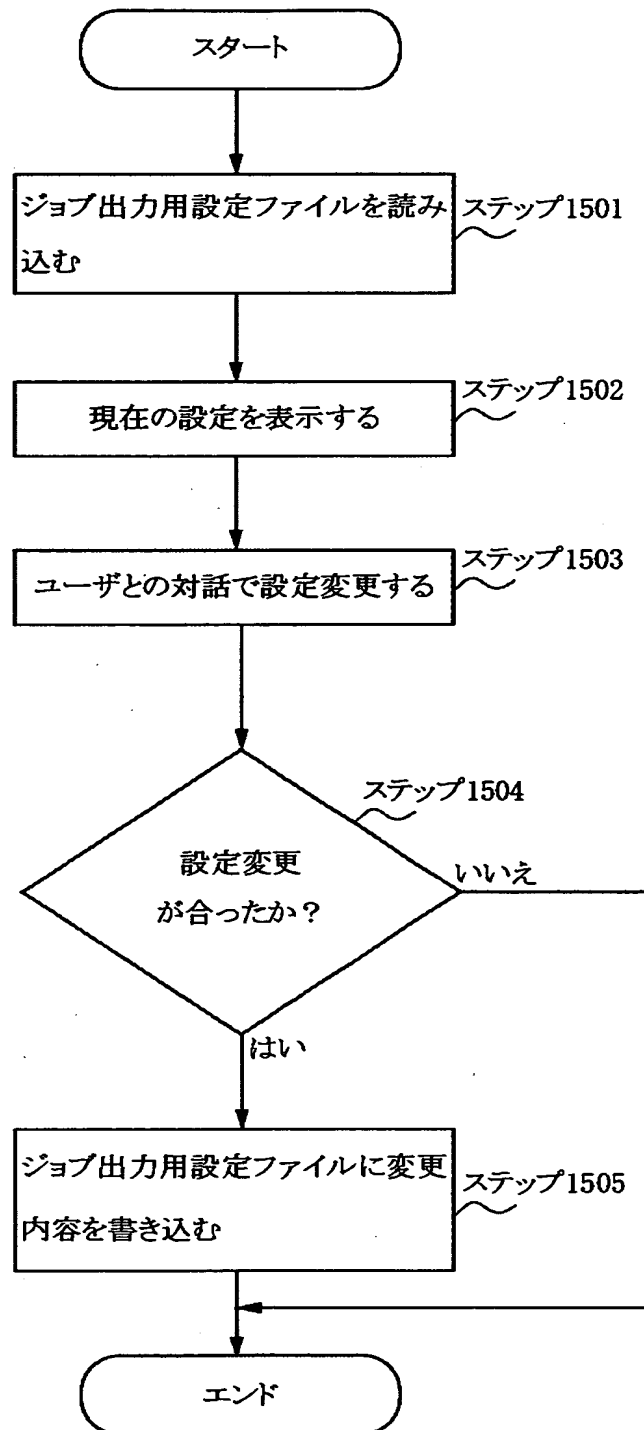 スタート
ジョブ出力用設定ファイルを読み
込む
ステップ1501
現在の設定を表示する
ステップ1502
ユーザとの対話で設定変更する
ステップ1503
ステップ1504
設定変更
が合ったか？
いいえ
はい
ジョブ出力用設定ファイルに変更
内容を書き込む
ステップ1505
エンド